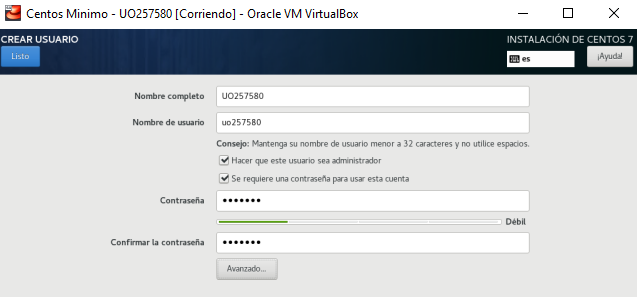 Centos Minimo - UO257580 [Corriendo] - Oracle VM VirtualBox
CREAR USUARIO
INSTALACIÓN DE CENTOS 7
Listo
es
¡Ayuda!
Nombre completo
UO257580
Nombre de usuario
uo257580
Consejo: Mantenga su nombre de usuario menor a 32 caracteres y no utilice espacios.
Hacer que este usuario sea administrador
Se requiere una contraseña para usar esta cuenta
Contraseña
•••••••
Débil
Confirmar la contraseña
•••••••
Avanzado...